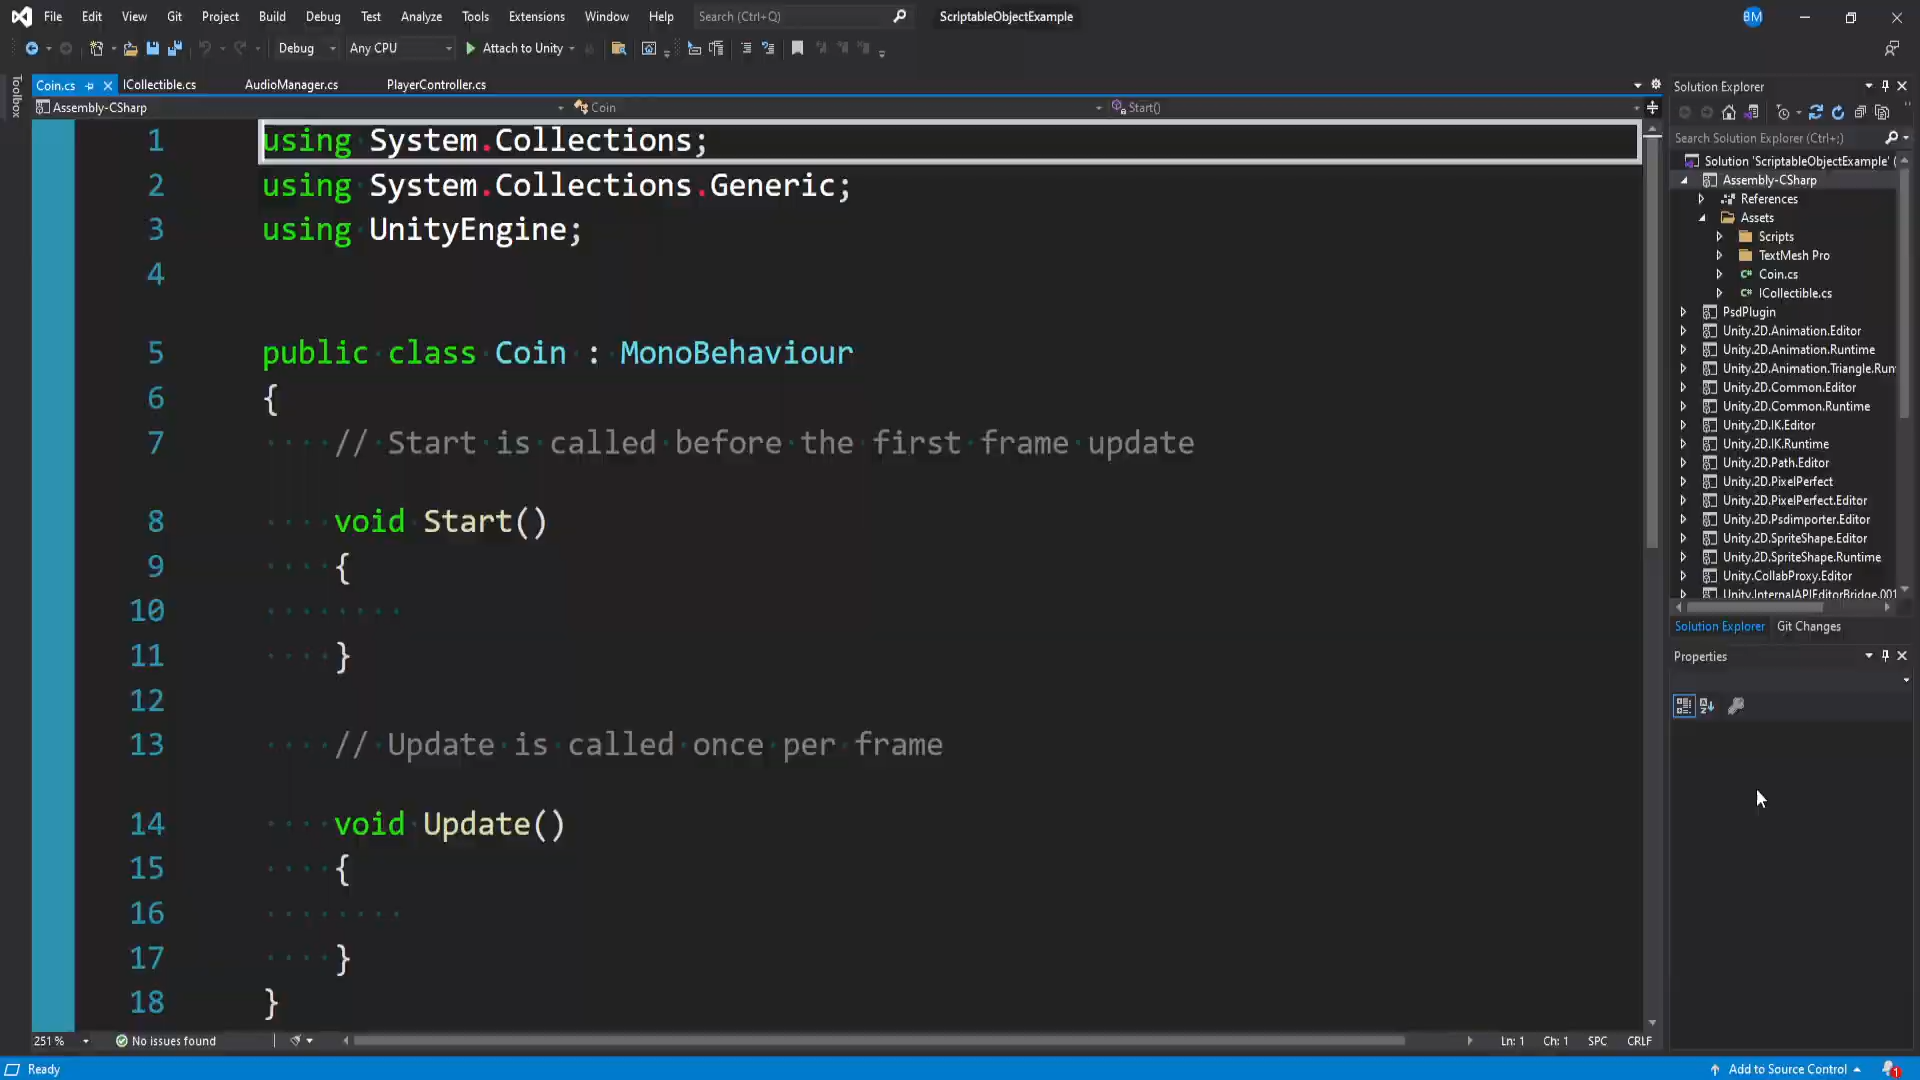 File Edit View Git Project Build Debug Test Analyze Tools Extensions Window Help Search (Ctrl+Q) ScriptableObjectExample BM
Debug Any CPU Attach to Unity
Coin.cs ICollectible.cs AudioManager.cs PlayerController.cs
Assembly-CSharp Coin Start()
Toolbox
1 using System.Collections;
2 using System.Collections.Generic;
3 using UnityEngine;
4
5 public class Coin : MonoBehaviour
6 {
7 // Start is called before the first frame update
8 void Start()
9 {
10
11 }
12
13 // Update is called once per frame
14 void Update()
15 {
16
17 }
18 }
251 % No issues found Ln: 1 Ch: 1 SPC CRLF
Solution Explorer
Search Solution Explorer (Ctrl+;)
Solution 'ScriptableObjectExample' (
Assembly-CSharp
References
Assets
Scripts
TextMesh Pro
C# Coin.cs
C# ICollectible.cs
PsdPlugin
Unity.2D.Animation.Editor
Unity.2D.Animation.Runtime
Unity.2D.Animation.Triangle.Run
Unity.2D.Common.Editor
Unity.2D.Common.Runtime
Unity.2D.IK.Editor
Unity.2D.IK.Runtime
Unity.2D.Path.Editor
Unity.2D.PixelPerfect
Unity.2D.PixelPerfect.Editor
Unity.2D.Psdimporter.Editor
Unity.2D.SpriteShape.Editor
Unity.2D.SpriteShape.Runtime
Unity.CollabProxy.Editor
Unity.InternalAPIEditorBridge.001
Solution Explorer Git Changes
Properties
Ready Add to Source Control 1